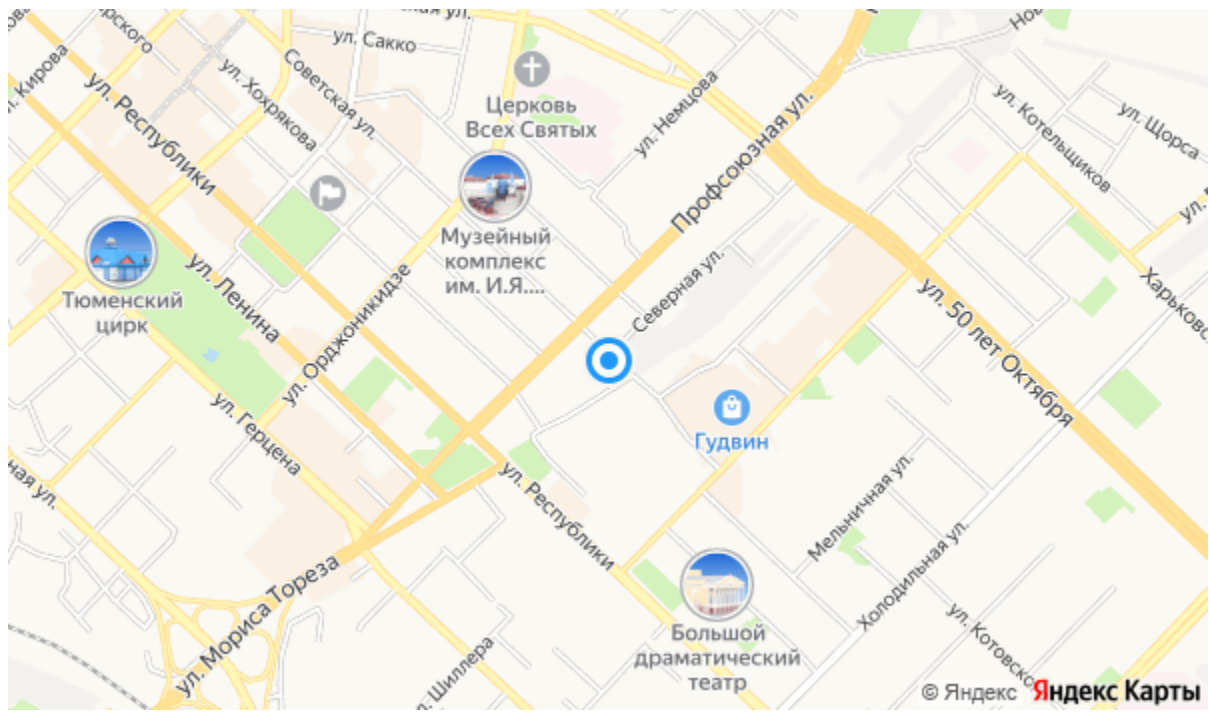 ул. Сакко
Новo
ул. Кирова
ул. Республики
ул. Хохрякова
Советская ул.
Церковь
Всех Святых
ул. Немцова
Профсоюзная ул.
ул. Котельщиков
ул. Щорса
Музейный
комплекс
им. И.Я....
Северная ул.
Тюменский
цирк
ул. Ленина
ул. Орджоникидзе
ул. 50 лет Октября
Харьковс
Гудвин
ул. Герцена
ная ул.
ул. Республики
Мельничная ул.
Холодильная ул.
ул. Мориса Тореза
Большой
драматический
театр
ул. Шиллера
ул. Котовско
© Яндекс Яндекс Карты